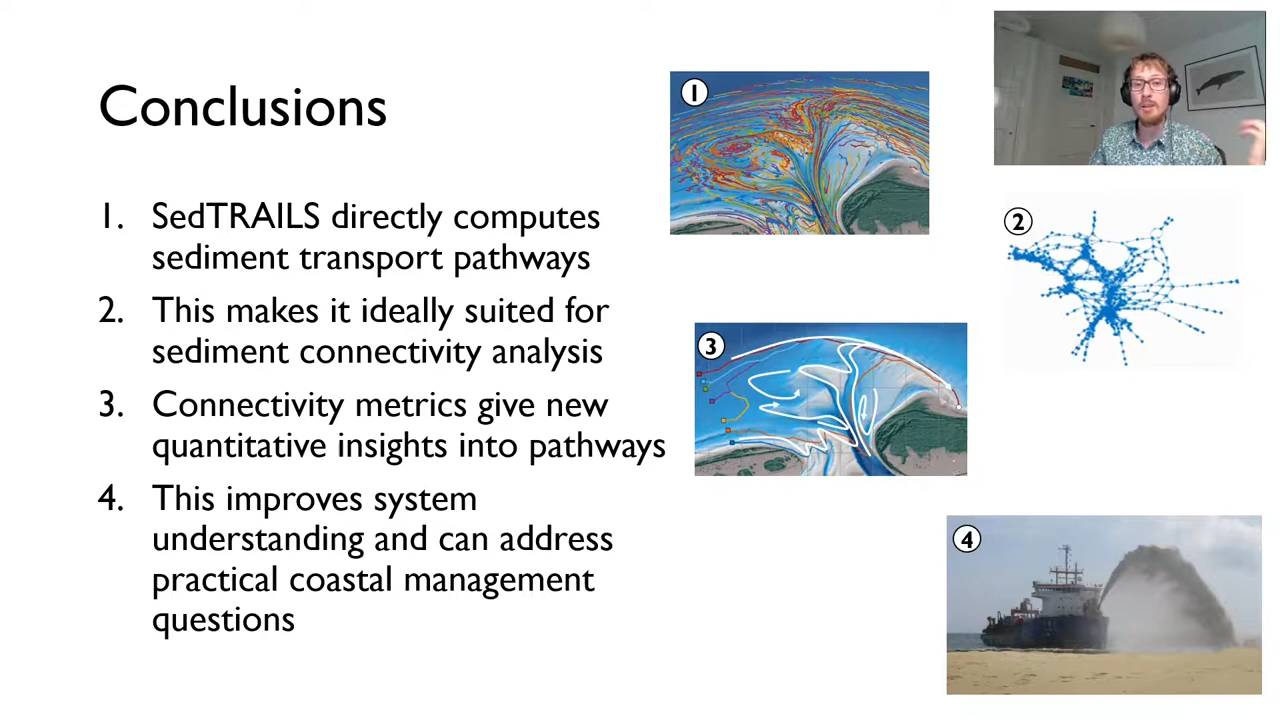 Conclusions
1. SedTRAILS directly computes
sediment transport pathways
2. This makes it ideally suited for
sediment connectivity analysis
3. Connectivity metrics give new
quantitative insights into pathways
4. This improves system
understanding and can address
practical coastal management
questions
1
2
3
4